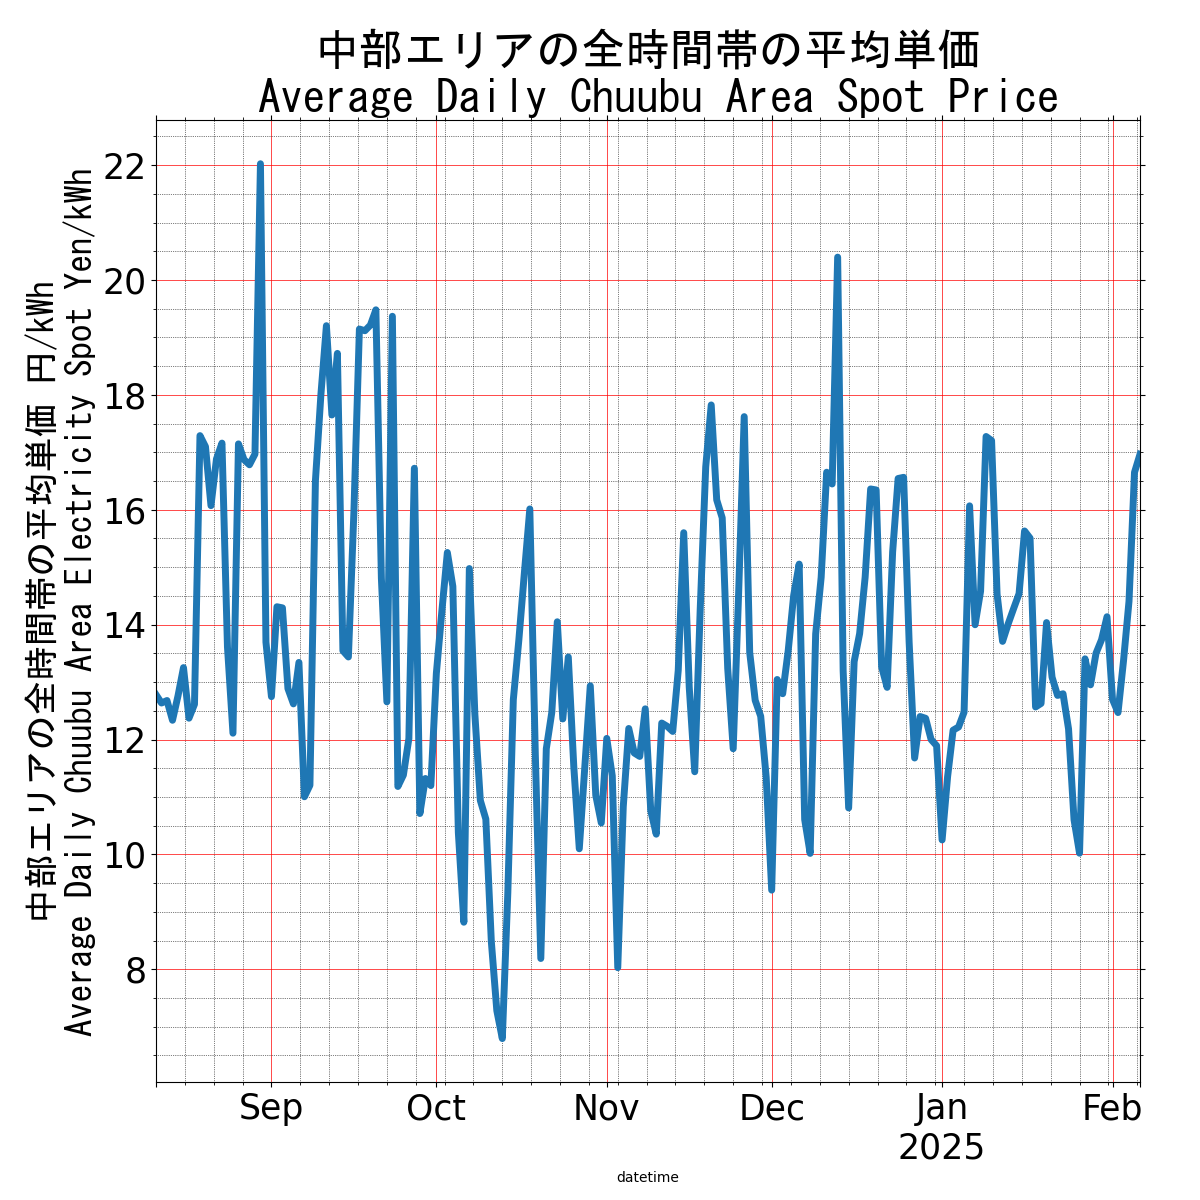 中部エリアの全時間帯の平均単価
Average Daily Chuubu Area Spot Price
中部エリアの全時間帯の平均単価 円/kWh
Average Daily Chuubu Area Electricity Spot Yen/kWh
22
20
18
16
14
12
10
8
Sep Oct Nov Dec Jan Feb
2025
datetime